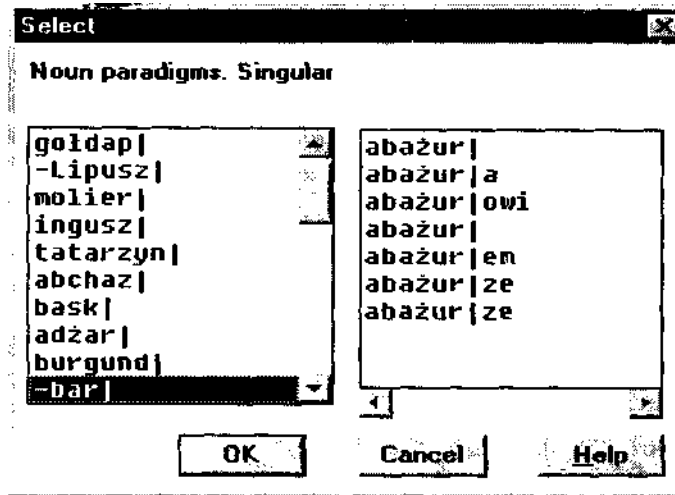 Select
Noun paradigms. Singular
gołdap|
-Lipusz|
molier|
ingusz|
tatarzyn|
abchaz|
bask|
adżar|
burgund|
-bar|
abażur|
abażur|a
abażur|owi
abażur|
abażur|em
abażur|ze
abażur|ze
OK
Cancel
Help